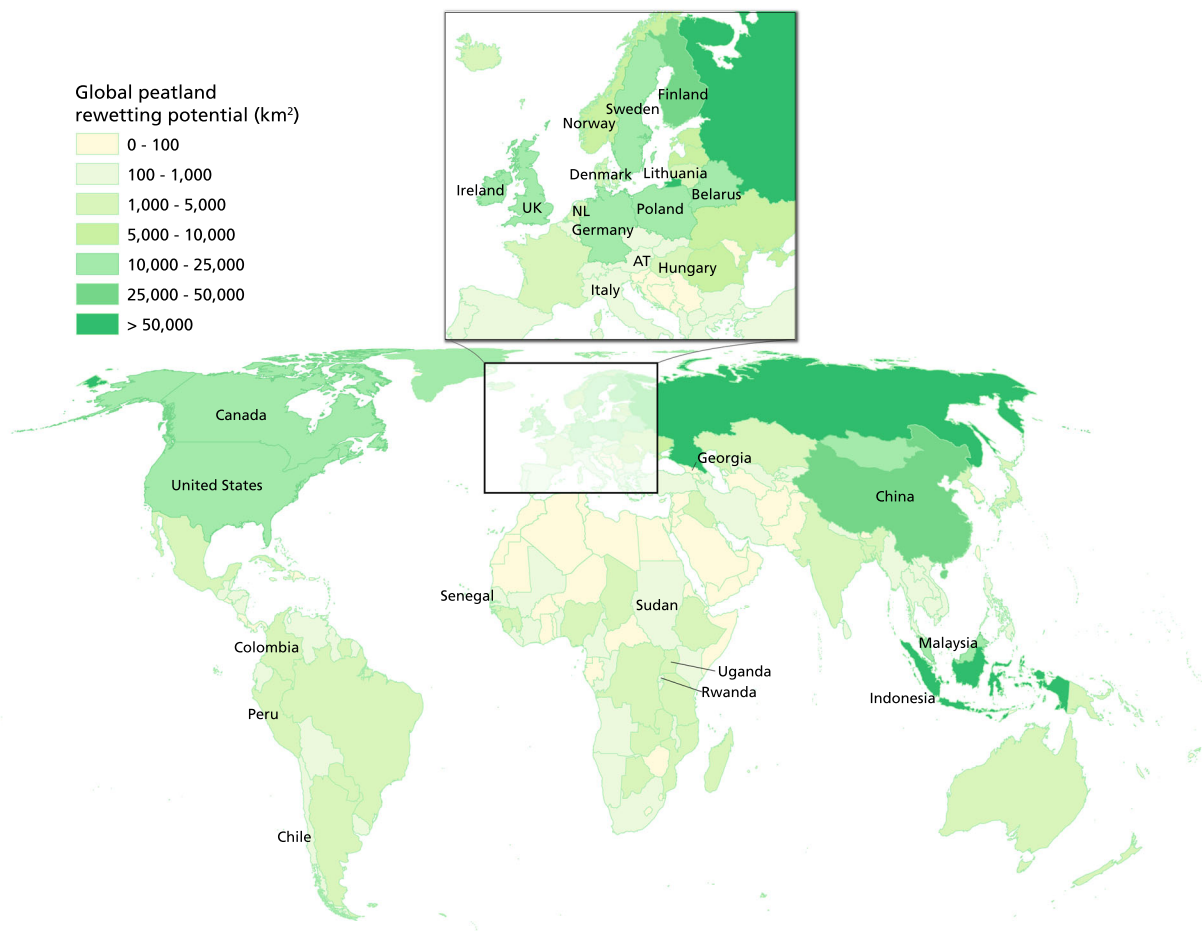 Global peatland
rewetting potential (km²)
0 - 100
100 - 1,000
1,000 - 5,000
5,000 - 10,000
10,000 - 25,000
25,000 - 50,000
> 50,000
Finland
Sweden
Norway
Denmark
Lithuania
Ireland
Belarus
UK
NL
Poland
Germany
AT
Hungary
Italy
Canada
United States
Georgia
China
Senegal
Sudan
Colombia
Malaysia
Uganda
Rwanda
Indonesia
Peru
Chile